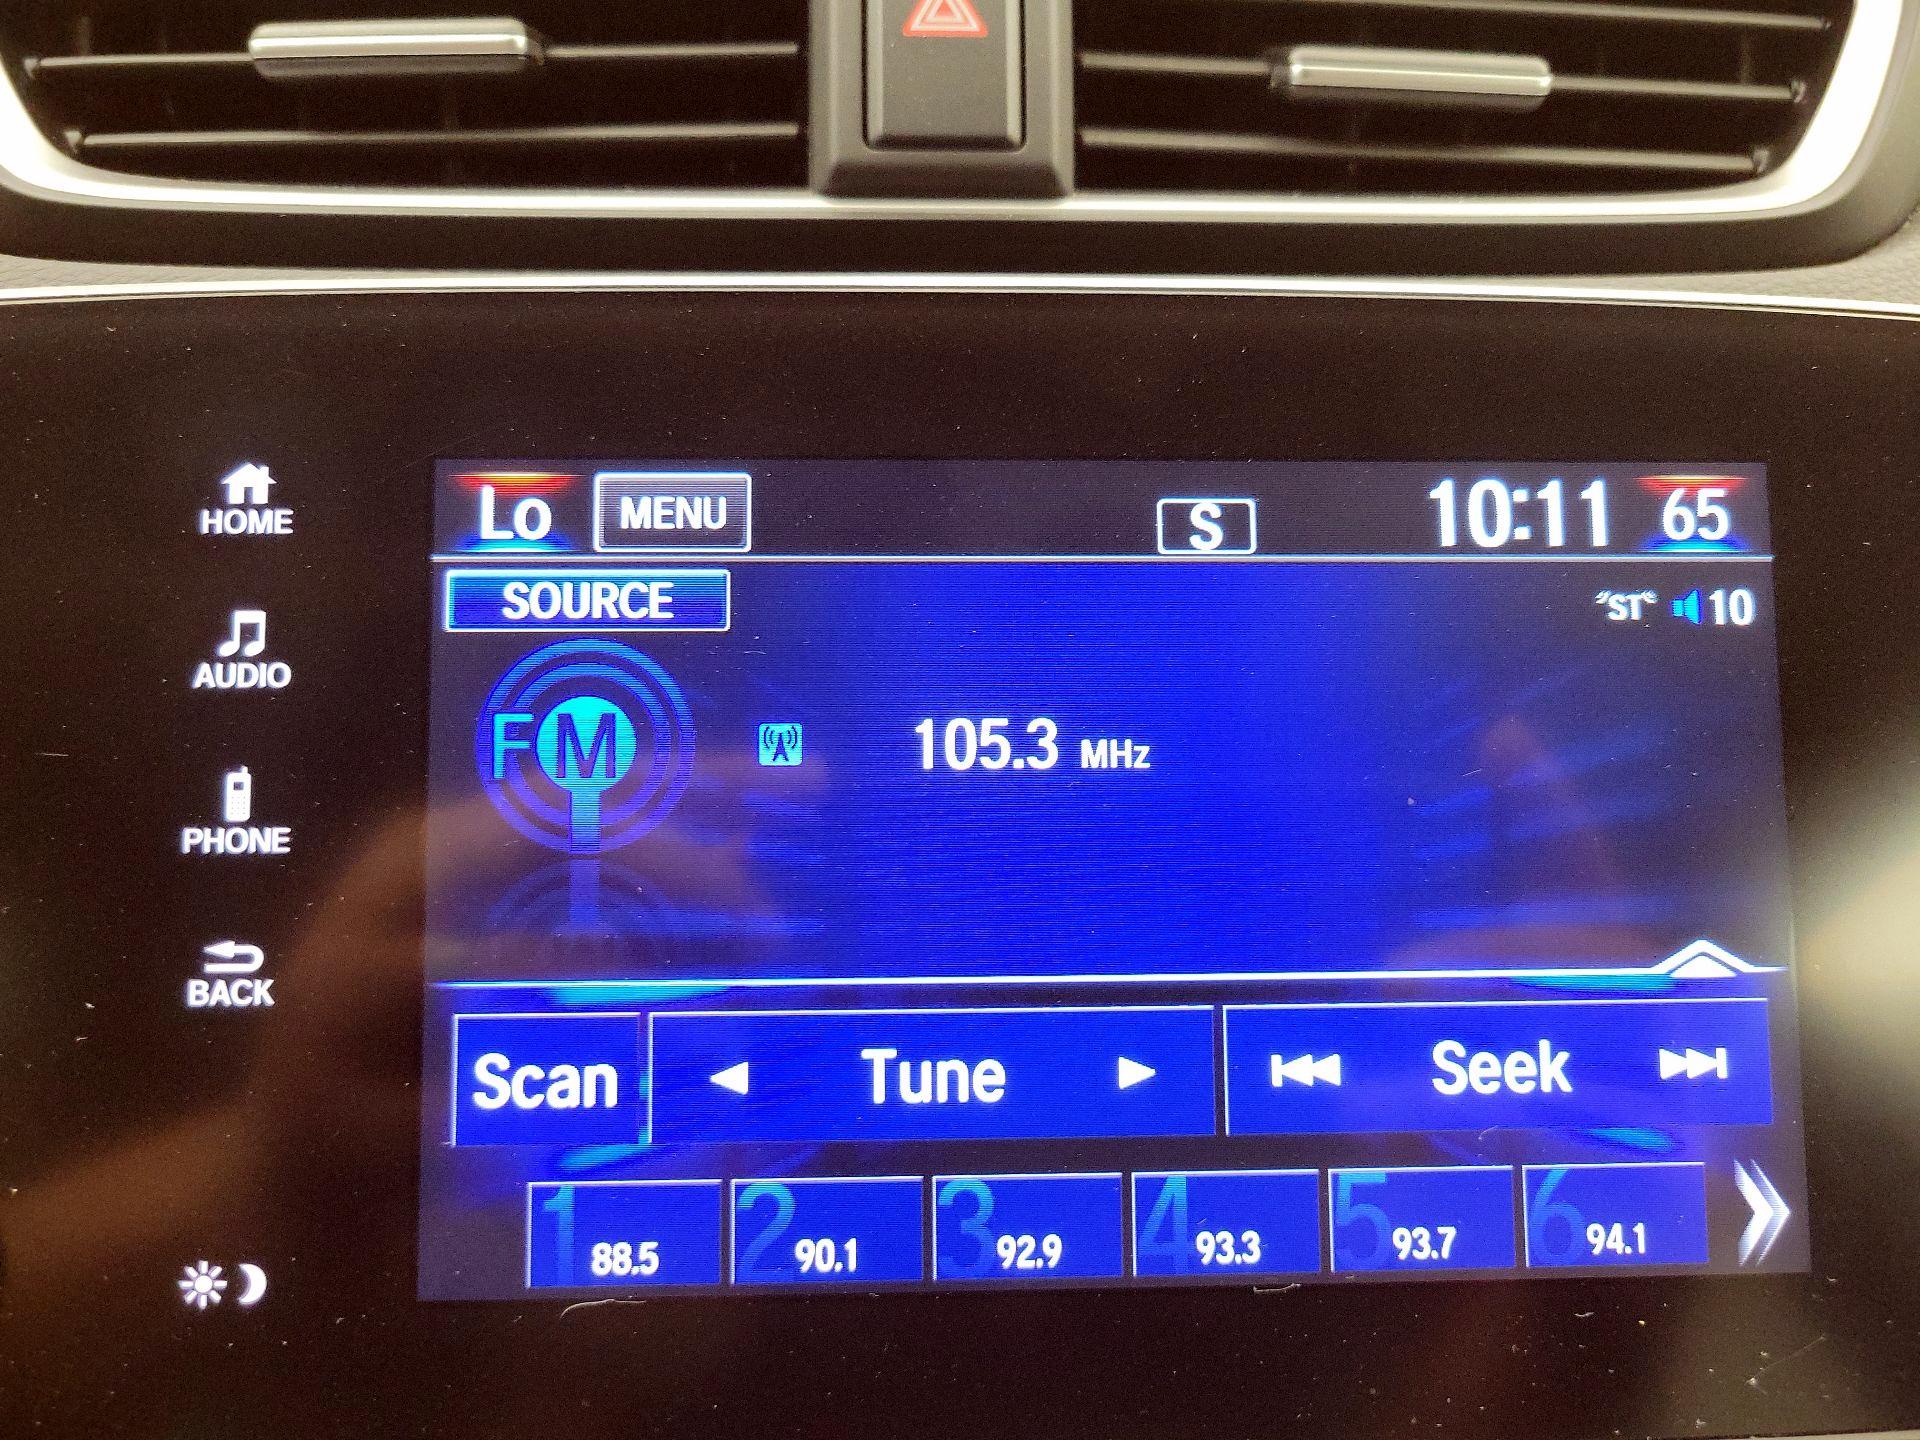 HOME
AUDIO
PHONE
BACK
Lo MENU S 10:11 65
SOURCE "ST" 10
FM 105.3 MHz
Scan Tune Seek
1 88.5
2 90.1
3 92.9
4 93.3
5 93.7
6 94.1